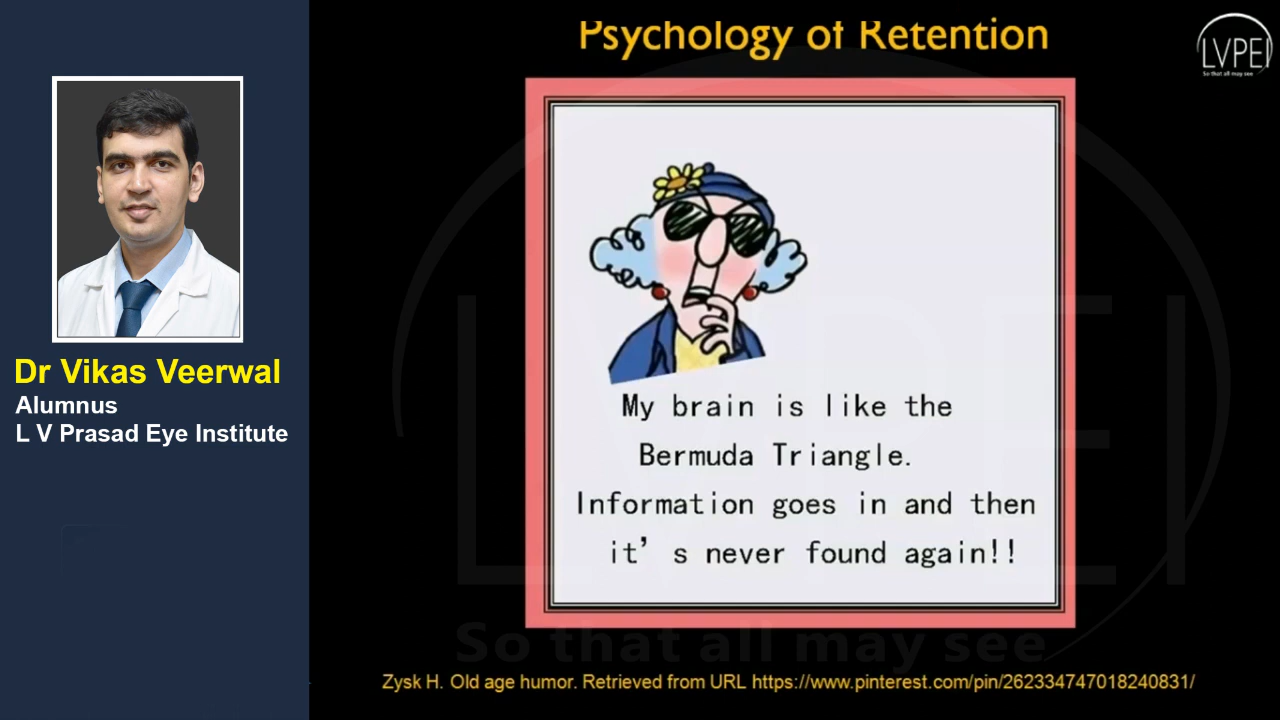 Psychology of Retention
LVPEI
So that all may see
Dr Vikas Veerwal
Alumnus
L V Prasad Eye Institute
My brain is like the
Bermuda Triangle.
Information goes in and then
it's never found again!!
LVPEI
So that all may see
Zysk H. Old age humor. Retrieved from URL https://www.pinterest.com/pin/262334747018240831/